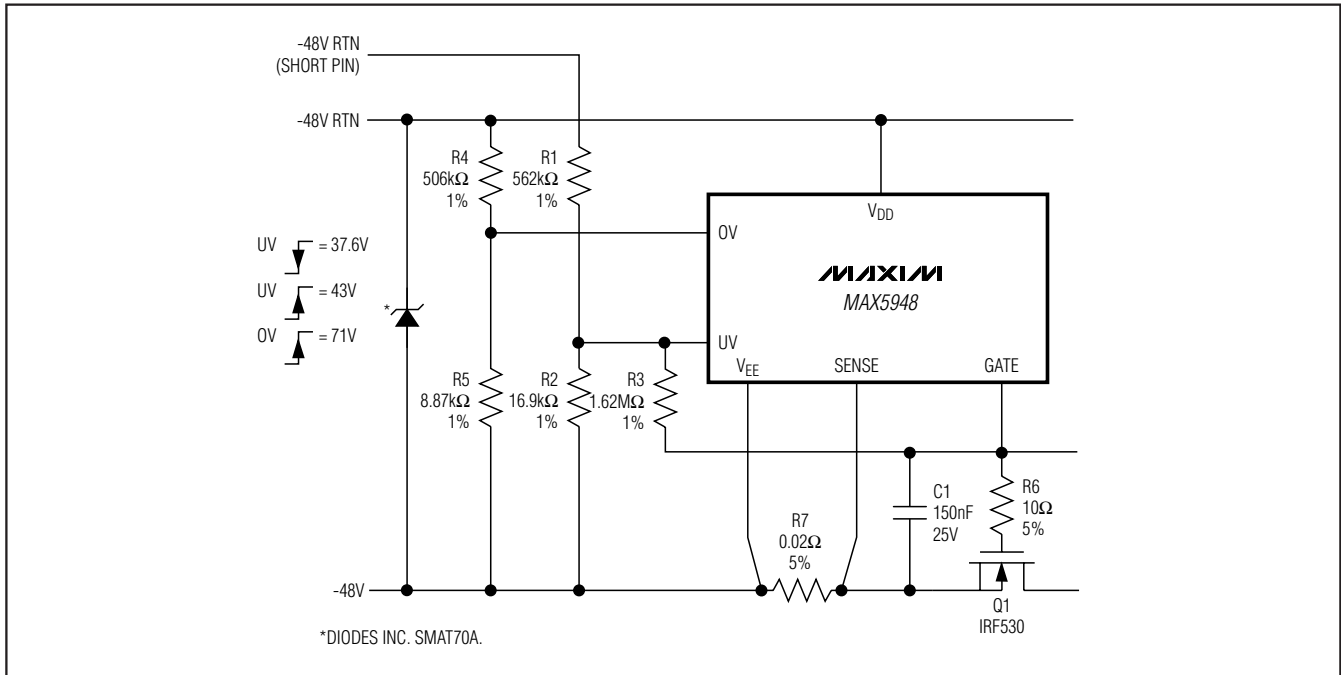 -48V RTN
(SHORT PIN)
-48V RTN
R4
506kΩ
1%
R1
562kΩ
1%
VDD
OV
MAXIM
MAX5948
UV = 37.6V
UV = 43V
OV = 71V
*
UV
VEE
SENSE
GATE
R5
8.87kΩ
1%
R2
16.9kΩ
1%
R3
1.62MΩ
1%
C1
150nF
25V
R6
10Ω
5%
R7
0.02Ω
5%
-48V
Q1
IRF530
*DIODES INC. SMAT70A.